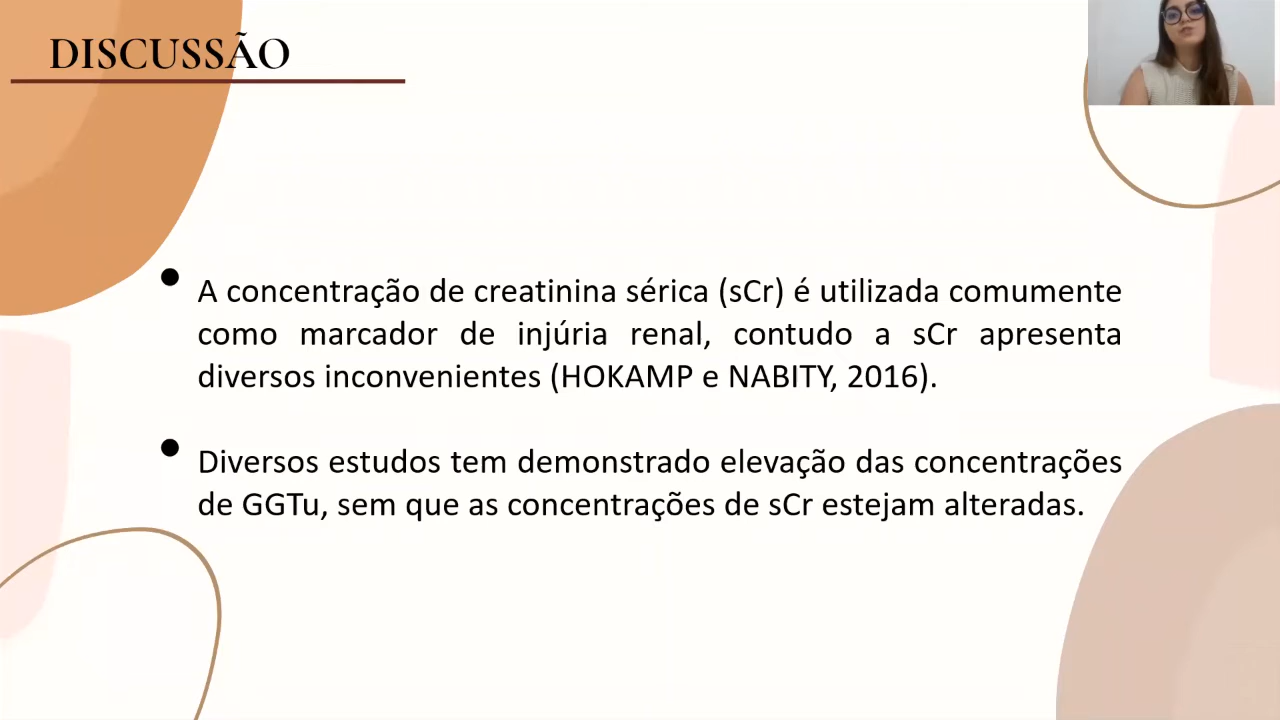 DISCUSSÃO
• A concentração de creatinina sérica (sCr) é utilizada comumente
como marcador de injúria renal, contudo a sCr apresenta
diversos inconvenientes (HOKAMP e NABITY, 2016).
• Diversos estudos tem demonstrado elevação das concentrações
de GGTu, sem que as concentrações de sCr estejam alteradas.